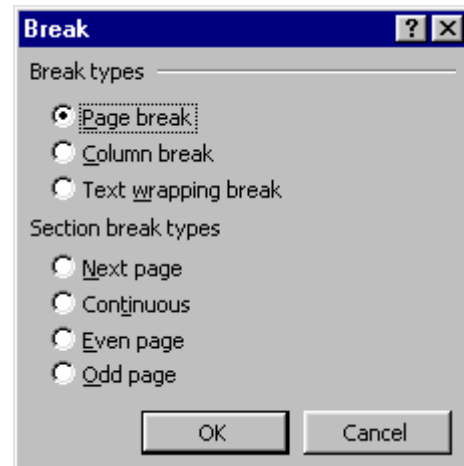 Break
Break types
Page break
Column break
Text wrapping break
Section break types
Next page
Continuous
Even page
Odd page
OK Cancel